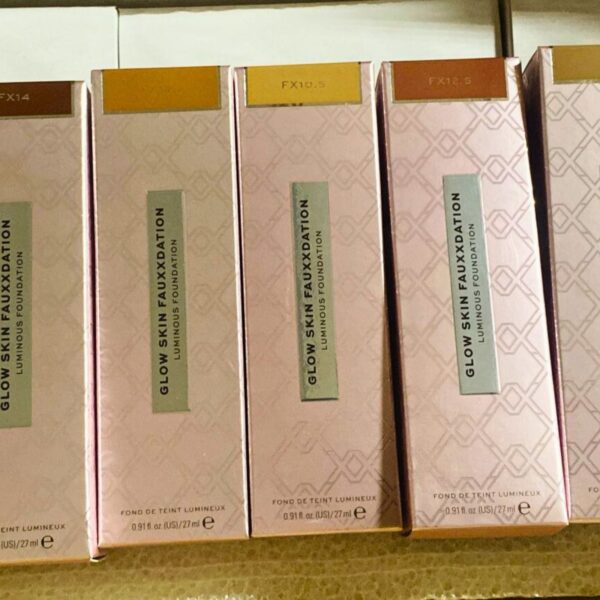 FX14
GLOW SKIN FAUXXDATION
LUMINOUS FOUNDATION
EINT LUMINEUX
(US)/27 ml e
GLOW SKIN FAUXXDATION
LUMINOUS FOUNDATION
FOND DE TEINT LUMINEUX
0.91 fl. oz. (US)/27 ml e
FX10.5
GLOW SKIN FAUXXDATION
LUMINOUS FOUNDATION
FOND DE TEINT LUMINEUX
0.91 fl. oz. (US)/27 ml e
FX12.5
GLOW SKIN FAUXXDATION
LUMINOUS FOUNDATION
FOND DE TEINT LUMINEUX
0.91 fl. oz. (US)/27 ml e